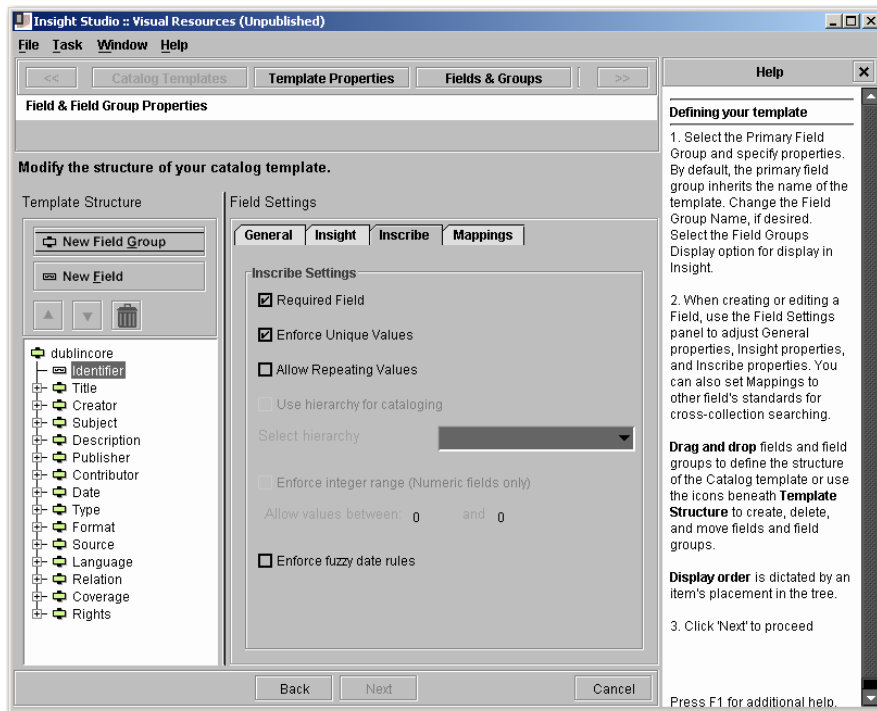 Insight Studio :: Visual Resources (Unpublished)
File Task Window Help
<< Catalog Templates Template Properties Fields & Groups >>
Field & Field Group Properties
Modify the structure of your catalog template.
Template Structure
New Field Group
New Field
dublincore
Identifier
Title
Creator
Subject
Description
Publisher
Contributor
Date
Type
Format
Source
Language
Relation
Coverage
Rights
Field Settings
General Insight Inscribe Mappings
Inscribe Settings
Required Field
Enforce Unique Values
Allow Repeating Values
Use hierarchy for cataloging
Select hierarchy
Enforce integer range (Numeric fields only)
Allow values between: 0 and 0
Enforce fuzzy date rules
Back Next Cancel
Help
Defining your template
1. Select the Primary Field
Group and specify properties.
By default, the primary field
group inherits the name of the
template. Change the Field
Group Name, if desired.
Select the Field Groups
Display option for display in
Insight.
2. When creating or editing a
Field, use the Field Settings
panel to adjust General
properties, Insight properties,
and Inscribe properties. You
can also set Mappings to
other field's standards for
cross-collection searching.
Drag and drop fields and field
groups to define the structure
of the Catalog template or use
the icons beneath Template
Structure to create, delete,
and move fields and field
groups.
Display order is dictated by an
item's placement in the tree.
3. Click 'Next' to proceed
Press F1 for additional help.